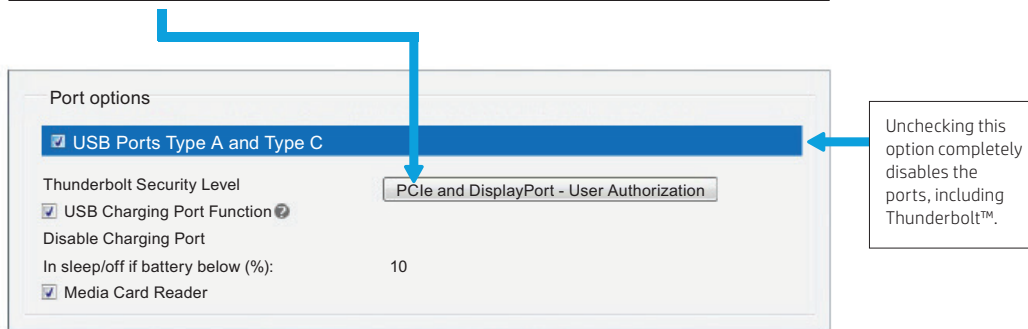 Port options
USB Ports Type A and Type C
Thunderbolt Security Level
PCIe and DisplayPort - User Authorization
USB Charging Port Function
Disable Charging Port
In sleep/off if battery below (%):
10
Media Card Reader
Unchecking this
option completely
disables the
ports, including
Thunderbolt™.